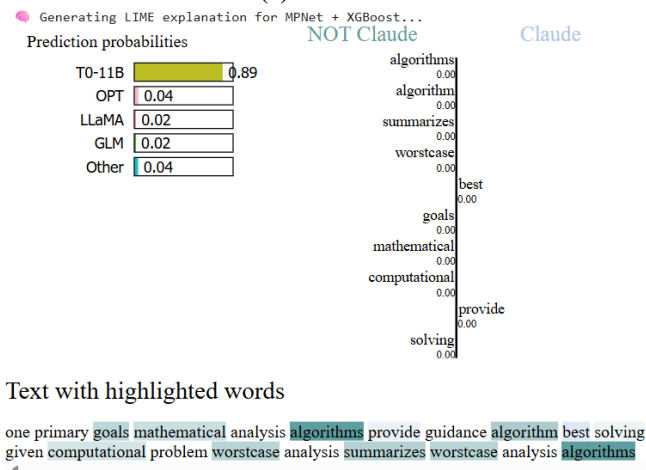 Generating LIME explanation for MPNet + XGBoost...
Prediction probabilities
T0-11B 0.89
OPT 0.04
LLaMA 0.02
GLM 0.02
Other 0.04
NOT Claude Claude
algorithms
0.00
algorithm
0.00
summarizes
0.00
worstcase
0.00
best
0.00
goals
0.00
mathematical
0.00
computational
0.00
provide
0.00
solving
0.00
Text with highlighted words
one primary goals mathematical analysis algorithms provide guidance algorithm best solving
given computational problem worstcase analysis summarizes worstcase analysis algorithms